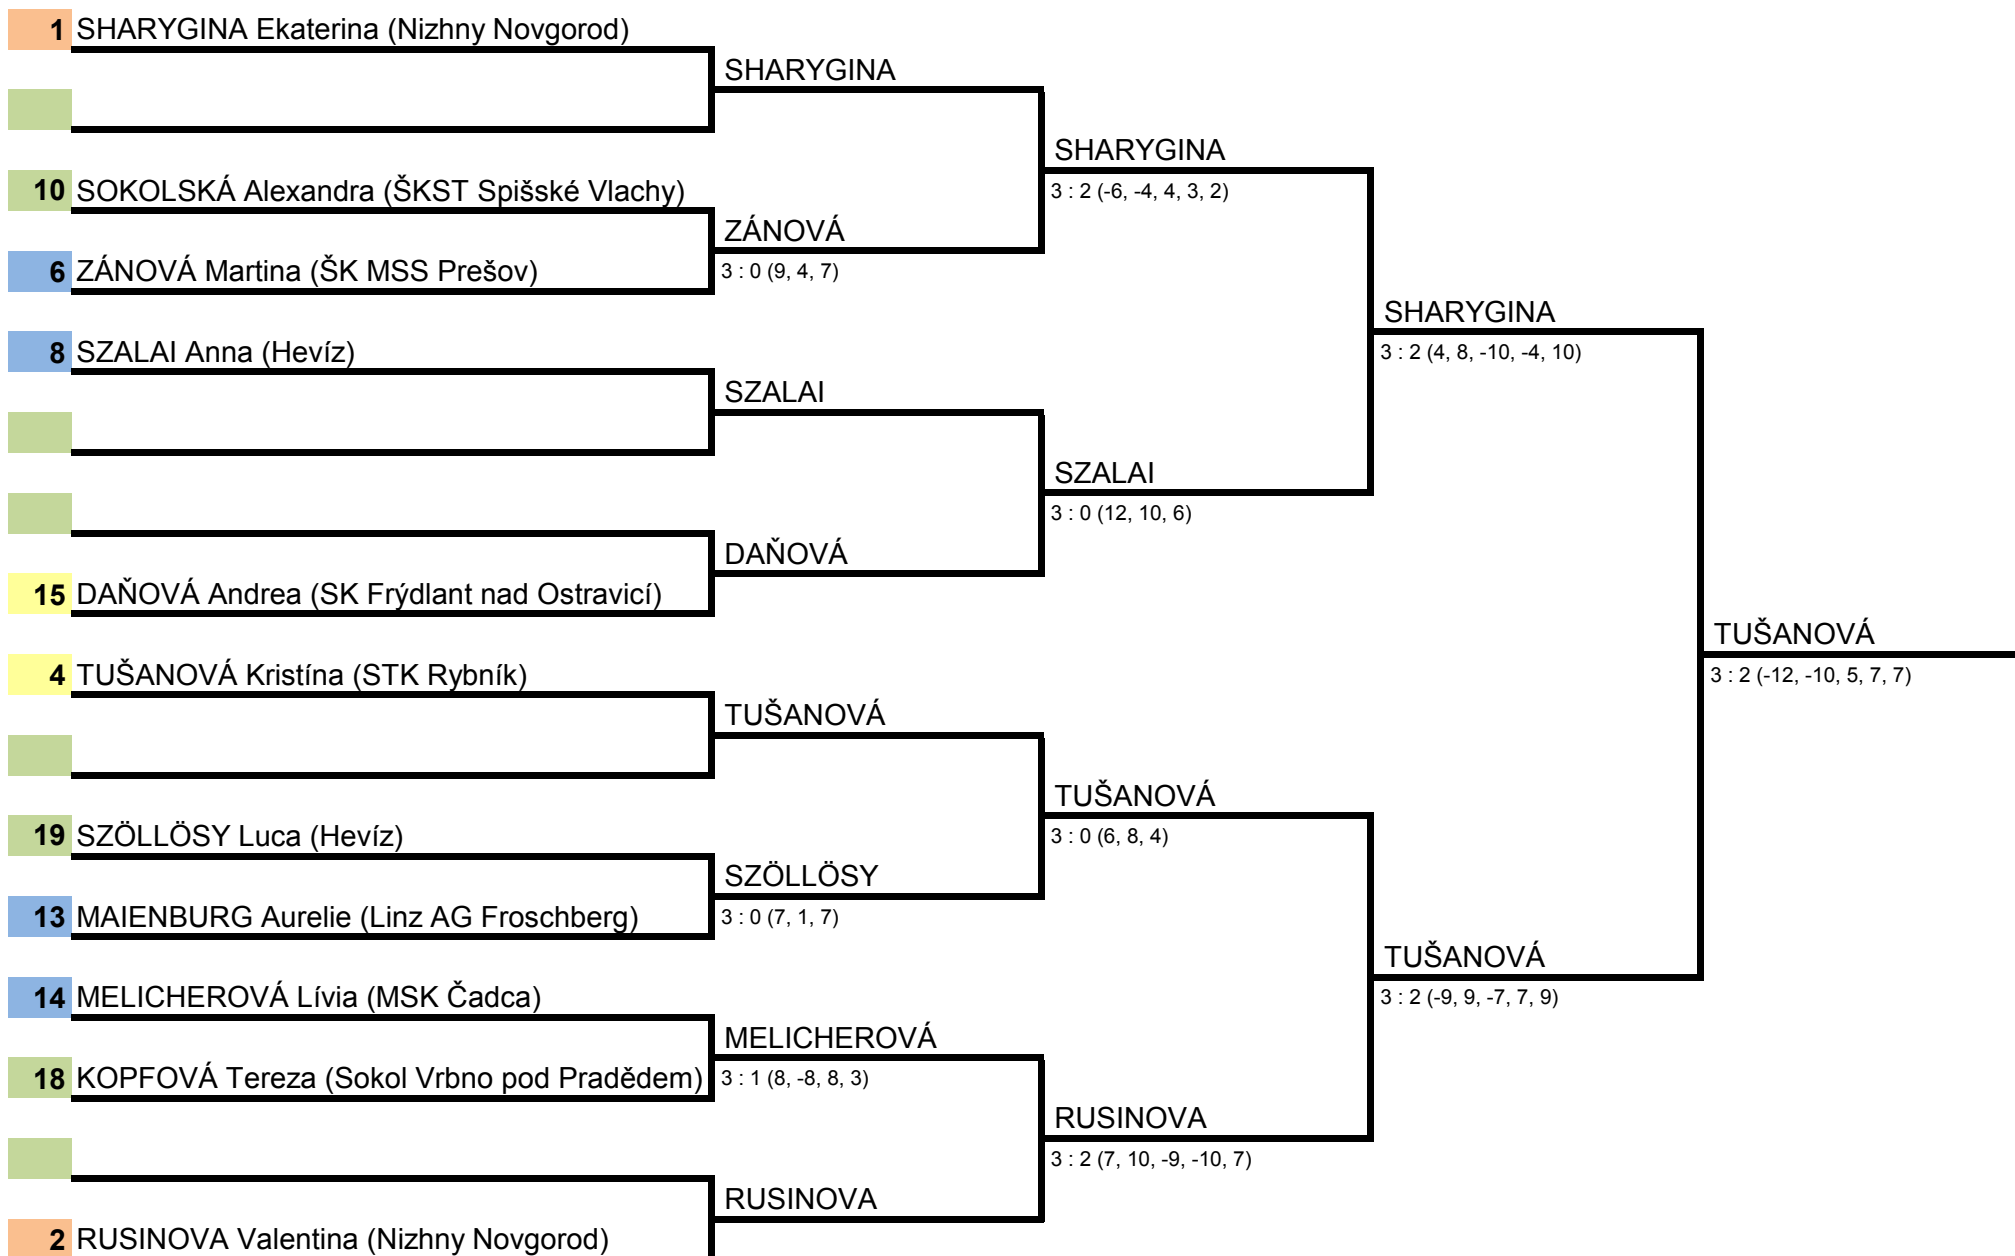 1 SHARYGINA Ekaterina (Nizhny Novgorod)
SHARYGINA
SHARYGINA
10 SOKOLSKÁ Alexandra (ŠKST Spišské Vlachy)
3 : 2 (-6, -4, 4, 3, 2)
ZÁNOVÁ
6 ZÁNOVÁ Martina (ŠK MSS Prešov)
3 : 0 (9, 4, 7)
SHARYGINA
8 SZALAI Anna (Hevíz)
3 : 2 (4, 8, -10, -4, 10)
SZALAI
SZALAI
3 : 0 (12, 10, 6)
DAŇOVÁ
15 DAŇOVÁ Andrea (SK Frýdlant nad Ostravicí)
TUŠANOVÁ
4 TUŠANOVÁ Kristína (STK Rybník)
3 : 2 (-12, -10, 5, 7, 7)
TUŠANOVÁ
TUŠANOVÁ
19 SZÖLLÖSY Luca (Hevíz)
3 : 0 (6, 8, 4)
SZÖLLÖSY
13 MAIENBURG Aurelie (Linz AG Froschberg)
3 : 0 (7, 1, 7)
TUŠANOVÁ
14 MELICHEROVÁ Lívia (MSK Čadca)
3 : 2 (-9, 9, -7, 7, 9)
MELICHEROVÁ
18 KOPFOVÁ Tereza (Sokol Vrbno pod Pradědem)
3 : 1 (8, -8, 8, 3)
RUSINOVA
3 : 2 (7, 10, -9, -10, 7)
RUSINOVA
2 RUSINOVA Valentina (Nizhny Novgorod)